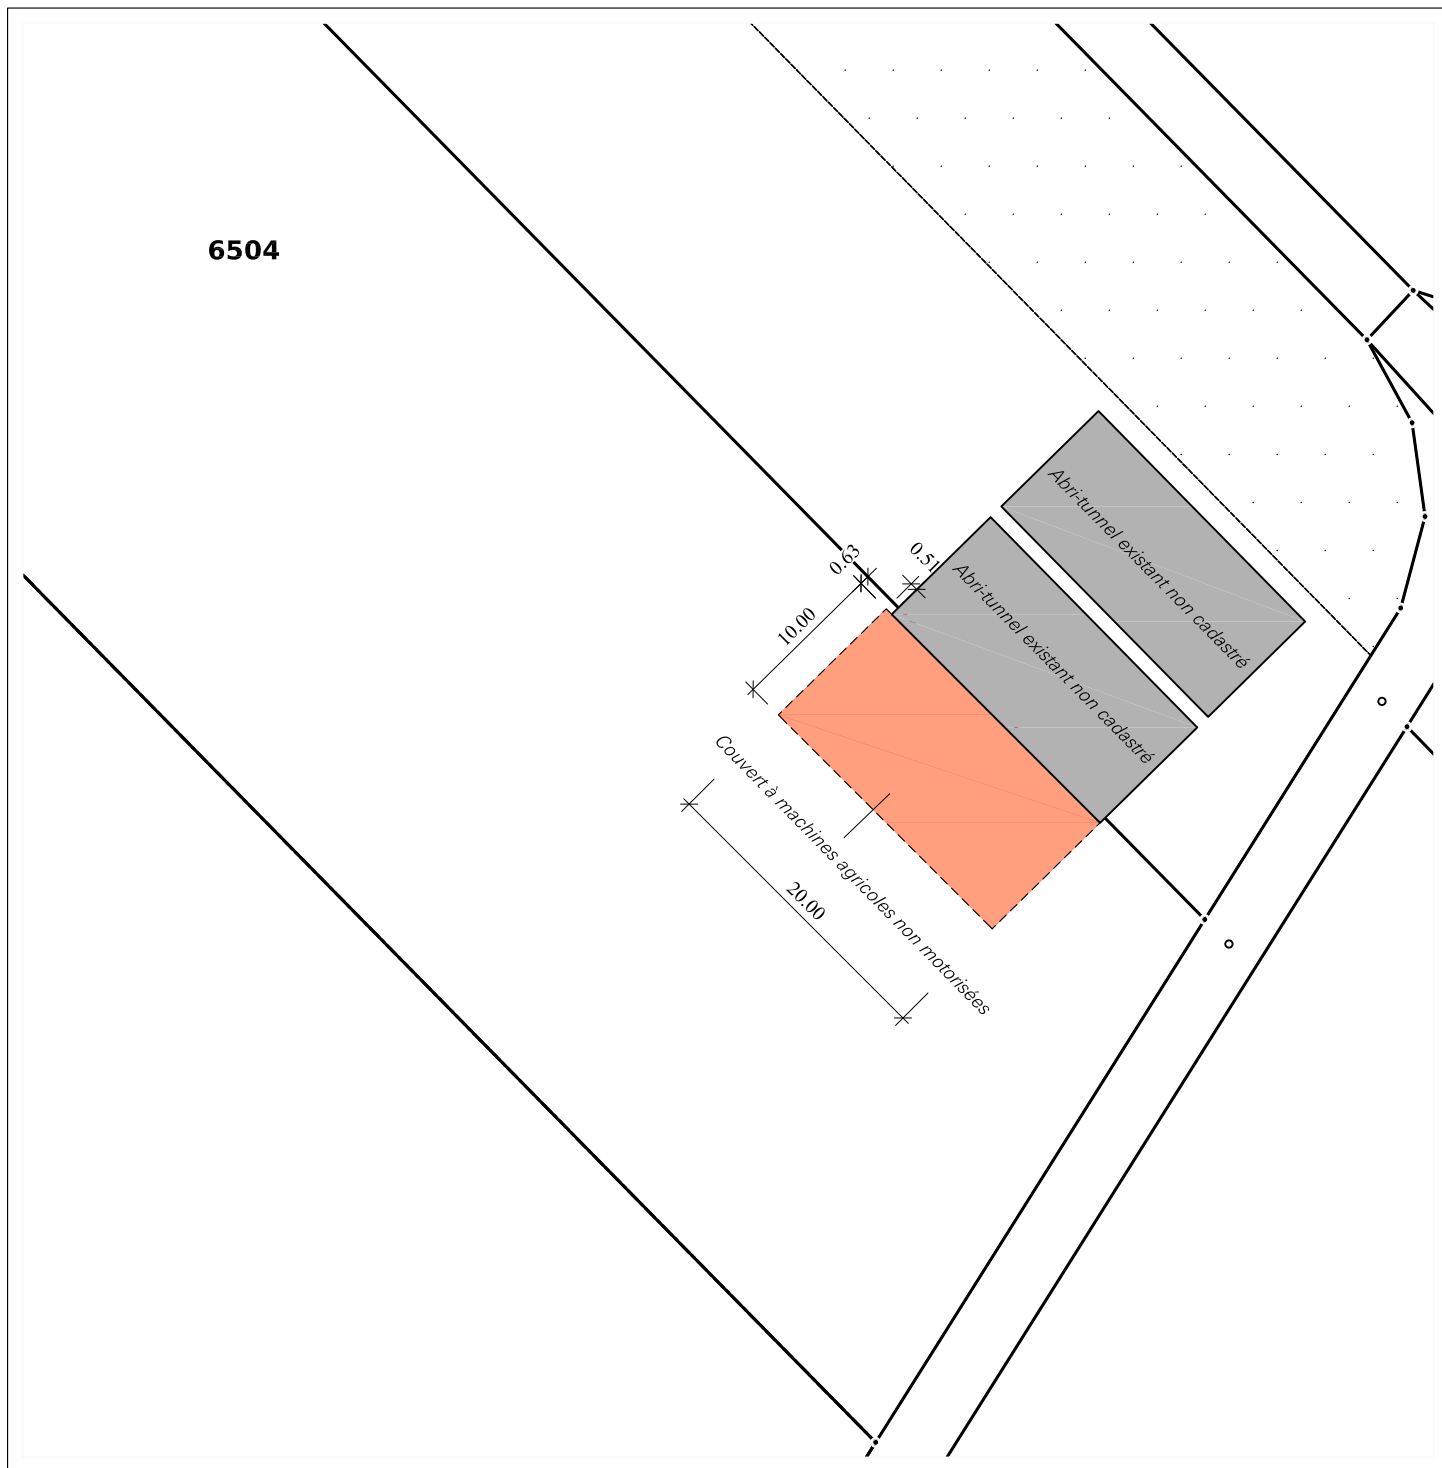 6504
Abri-tunnel existant non cadastré
0.63
0.51
Abri-tunnel existant non cadastré
10.00
Couvert à machines agricoles non motorisées
20.00